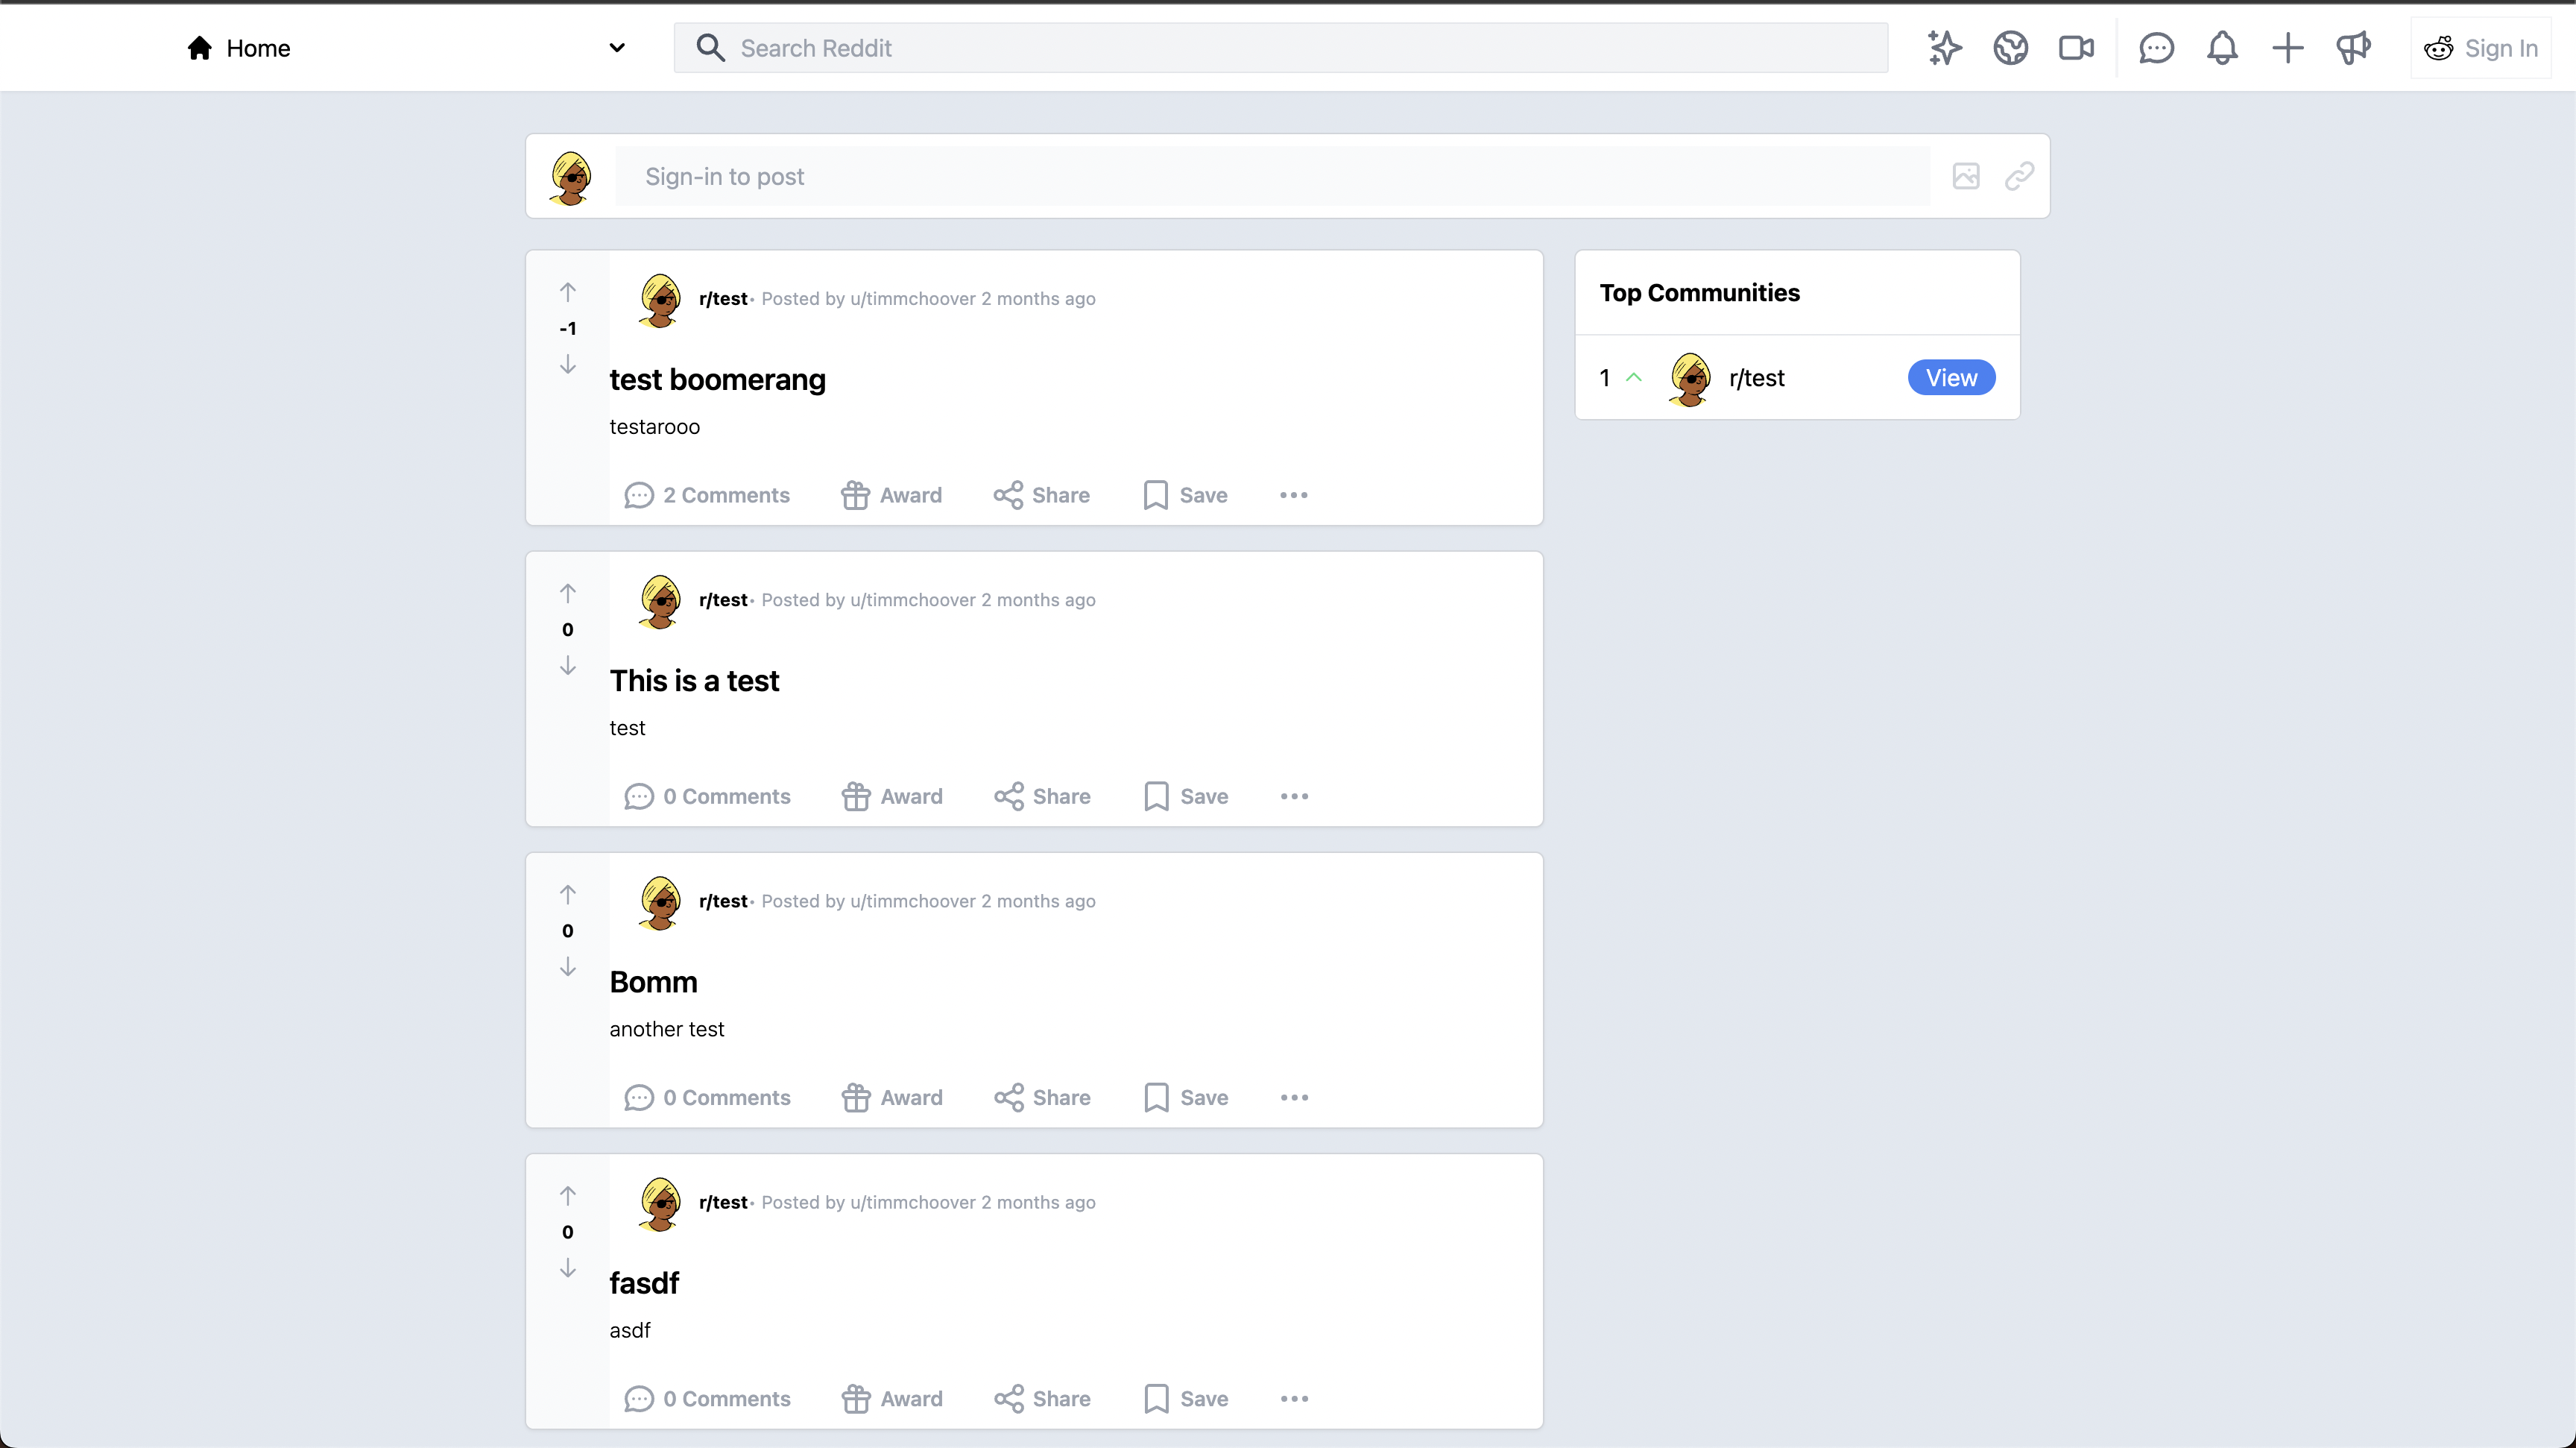 Home
Search Reddit
Sign In
Sign-in to post
-1
r/test • Posted by u/timmchoover 2 months ago
test boomerang
testarooo
2 Comments Award Share Save
0
r/test • Posted by u/timmchoover 2 months ago
This is a test
test
0 Comments Award Share Save
0
r/test • Posted by u/timmchoover 2 months ago
Bomm
another test
0 Comments Award Share Save
0
r/test • Posted by u/timmchoover 2 months ago
fasdf
asdf
0 Comments Award Share Save
Top Communities
1 r/test View